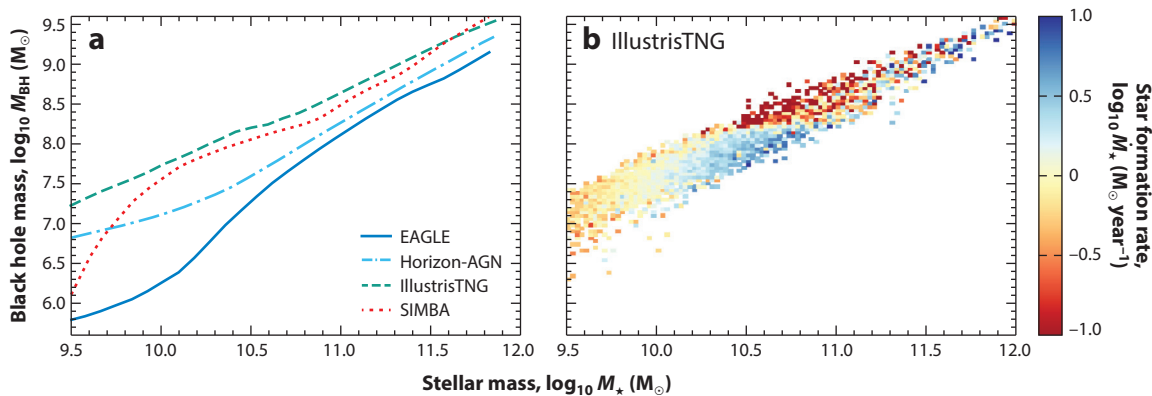 a
Black hole mass, log₁₀ M_BH (M☉)
9.5
9.0
8.5
8.0
7.5
7.0
6.5
6.0
EAGLE
Horizon-AGN
IllustrisTNG
SIMBA
9.5 10.0 10.5 11.0 11.5 12.0
b IllustrisTNG
9.5 10.0 10.5 11.0 11.5 12.0
Stellar mass, log₁₀ M⋆ (M☉)
1.0
0.5
0
−0.5
−1.0
Star formation rate,
log₁₀ Ṁ⋆ (M☉ year⁻¹)